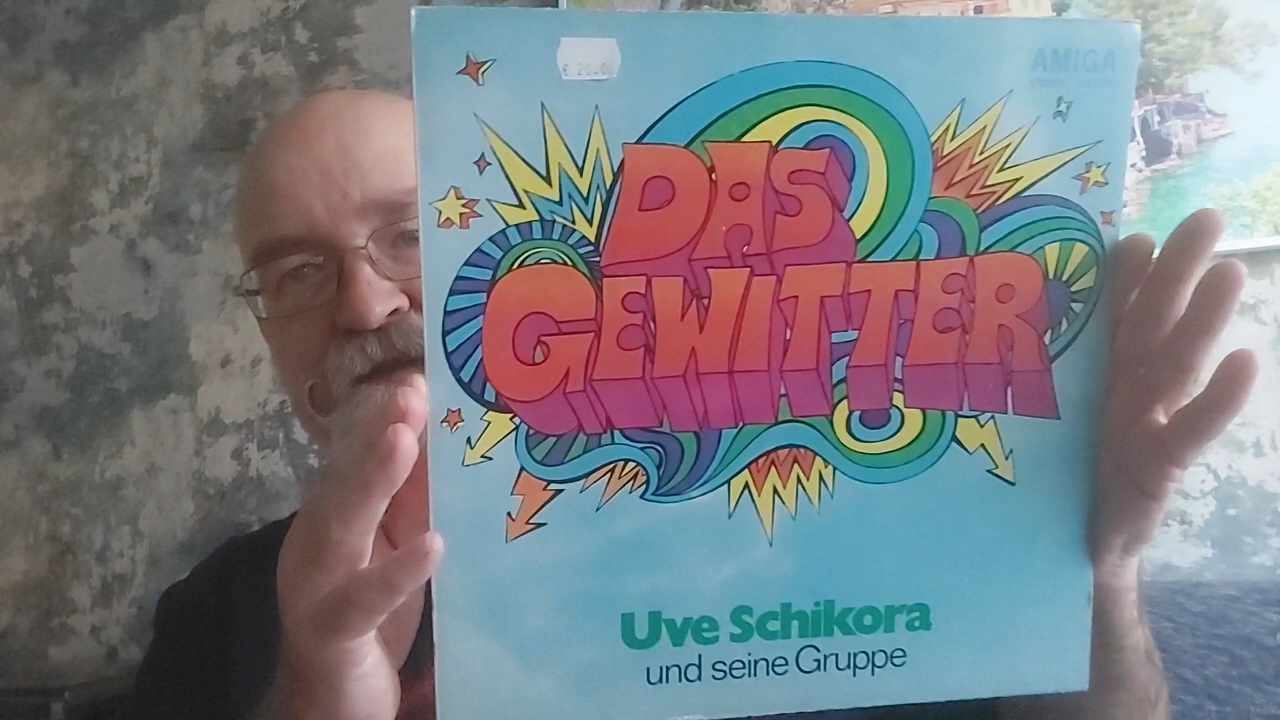 AMIGA
DAS
GEWITTER
Uve Schikora
und seine Gruppe